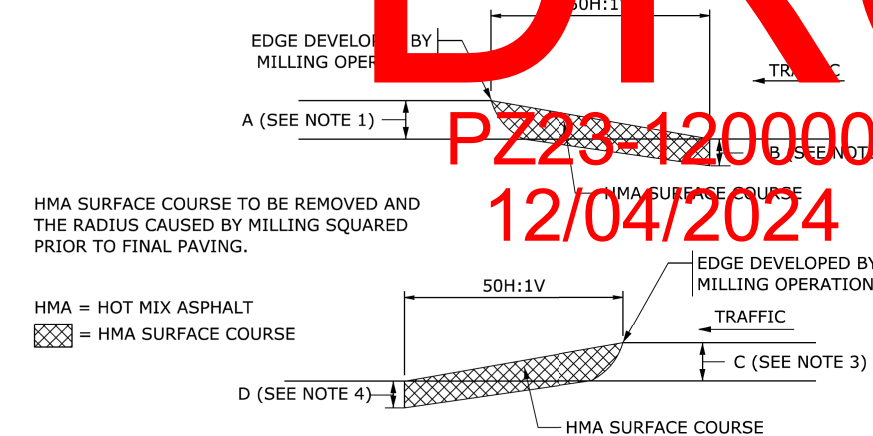 50H:1V
EDGE DEVELOPED BY
MILLING
TRAFFIC
A (SEE NOTE 1)
PZ23-120000
B (SEE
HMA SURFACE COURSE
12/04/2024
HMA SURFACE COURSE TO BE REMOVED AND
THE RADIUS CAUSED BY MILLING SQUARED
PRIOR TO FINAL PAVING.
EDGE DEVELOPED BY
MILLING OPERATION
50H:1V
HMA = HOT MIX ASPHALT
TRAFFIC
= HMA SURFACE COURSE
C (SEE NOTE 3)
D (SEE NOTE 4)
HMA SURFACE COURSE